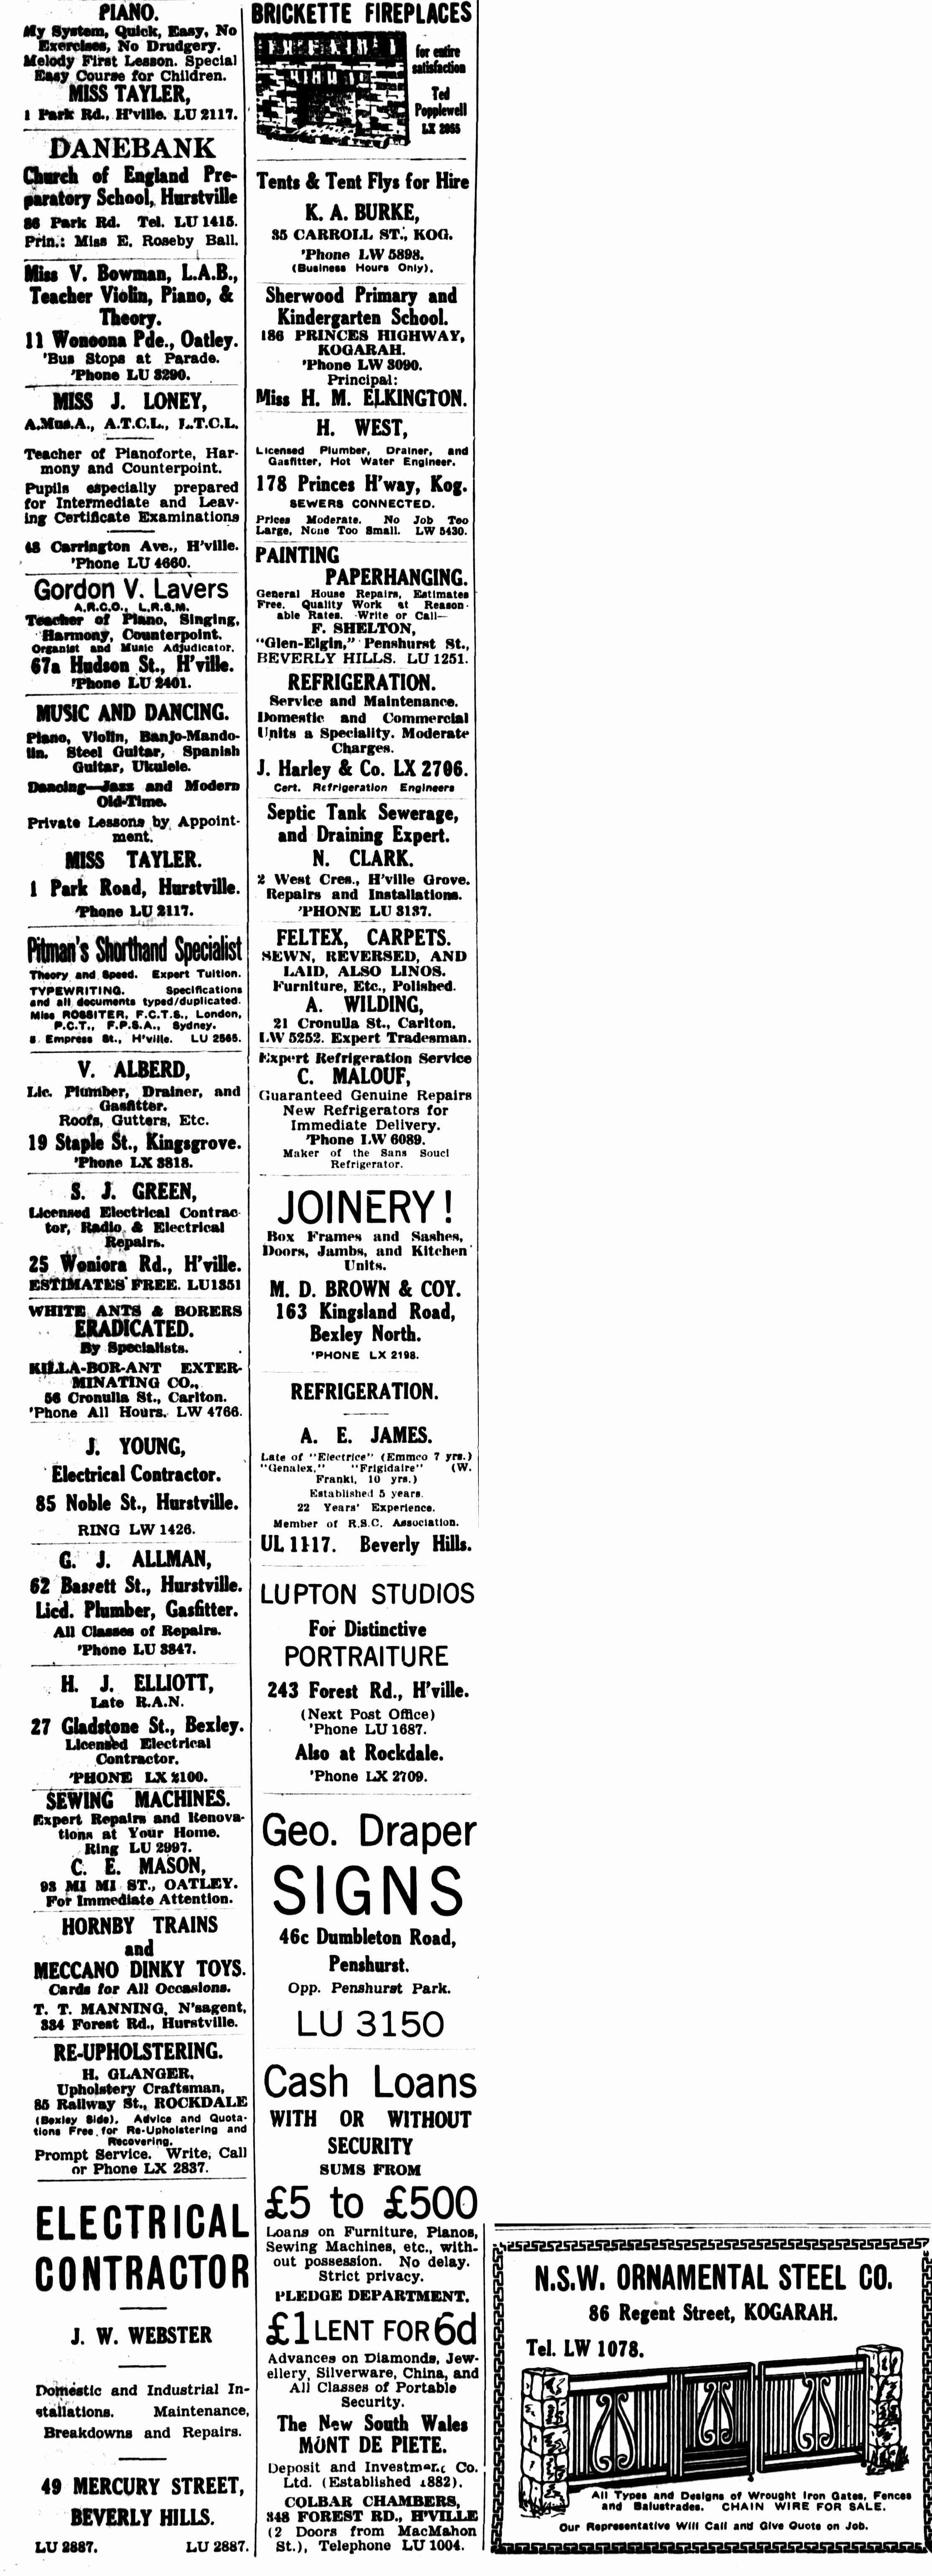 PIANO.
My System, Quick, Easy, No
Exercises, No Drudgery.
Melody First Lesson. Special
Easy Course for Children.
MISS TAYLER,
1 Park Rd., H'ville. LU 2117.
DANEBANK
Church of England Pre-
paratory School, Hurstville
86 Park Rd. Tel. LU 1415.
Prin.: Miss E. Roseby Ball.
Miss V. Bowman, L.A.B.,
Teacher Violin, Piano, &
Theory.
11 Wonoona Pde., Oatley.
'Bus Stops at Parade.
'Phone LU 3290.
MISS J. LONEY,
A.Mus.A., A.T.C.L., L.T.C.L.
Teacher of Pianoforte, Har-
mony and Counterpoint.
Pupils especially prepared
for Intermediate and Leav-
ing Certificate Examinations
48 Carrington Ave., H'ville.
'Phone LU 4660.
Gordon V. Lavers
A.R.C.O., L.R.S.M.
Teacher of Piano, Singing,
Harmony, Counterpoint.
Organist and Music Adjudicator.
67a Hudson St., H'ville.
'Phone LU 2401.
MUSIC AND DANCING.
Piano, Violin, Banjo-Mando-
lin. Steel Guitar, Spanish
Guitar, Ukulele.
Dancing—Jazz and Modern
Old-Time.
Private Lessons by Appoint-
ment.
MISS TAYLER.
1 Park Road, Hurstville.
'Phone LU 2117.
Pitman's Shorthand Specialist
Theory and Speed. Expert Tuition.
TYPEWRITING. Specifications
and all documents typed/duplicated.
Miss ROSSITER, F.C.T.S., London,
P.C.T., F.P.S.A., Sydney.
8 Empress St., H'ville. LU 2565.
V. ALBERD,
Lic. Plumber, Drainer, and
Gasfitter.
Roofs, Gutters, Etc.
19 Staple St., Kingsgrove.
'Phone LX 3818.
S. J. GREEN,
Licensed Electrical Contrac-
tor, Radio & Electrical
Repairs.
25 Woniora Rd., H'ville.
ESTIMATES FREE. LU1351
WHITE ANTS & BORERS
ERADICATED.
By Specialists.
KILLA-BOR-ANT EXTER-
MINATING CO.,
56 Cronulla St., Carlton.
'Phone All Hours. LW 4766.
J. YOUNG,
Electrical Contractor.
85 Noble St., Hurstville.
RING LW 1426.
G. J. ALLMAN,
62 Bassett St., Hurstville.
Licd. Plumber, Gasfitter.
All Classes of Repairs.
'Phone LU 3847.
H. J. ELLIOTT,
Late R.A.N.
27 Gladstone St., Bexley.
Licensed Electrical
Contractor.
'PHONE LX 2100.
SEWING MACHINES.
Expert Repairs and Renova-
tions at Your Home.
Ring LU 2997.
C. E. MASON,
93 MI MI ST., OATLEY.
For Immediate Attention.
HORNBY TRAINS
and
MECCANO DINKY TOYS.
Cards for All Occasions.
T. T. MANNING, N'sagent,
334 Forest Rd., Hurstville.
RE-UPHOLSTERING.
H. GLANGER,
Upholstery Craftsman,
85 Railway St., ROCKDALE
(Bexley Side). Advice and Quota-
tions Free for Re-Upholstering and
Recovering.
Prompt Service. Write, Call
or Phone LX 2837.
ELECTRICAL
CONTRACTOR
J. W. WEBSTER
Domestic and Industrial In-
stallations. Maintenance,
Breakdowns and Repairs.
49 MERCURY STREET,
BEVERLY HILLS.
LU 2887. LU 2887.
BRICKETTE FIREPLACES
for entire
satisfaction
Ted
Popplewell
LX 2955
Tents & Tent Flys for Hire
K. A. BURKE,
35 CARROLL ST., KOG.
'Phone LW 5898.
(Business Hours Only).
Sherwood Primary and
Kindergarten School.
186 PRINCES HIGHWAY,
KOGARAH.
'Phone LW 3090.
Principal:
Miss H. M. ELKINGTON.
H. WEST,
Licensed Plumber, Drainer, and
Gasfitter, Hot Water Engineer.
178 Princes H'way, Kog.
SEWERS CONNECTED.
Prices Moderate. No Job Too
Large, None Too Small. LW 5430.
PAINTING
PAPERHANGING.
General House Repairs, Estimates
Free. Quality Work at Reason-
able Rates. Write or Call—
F. SHELTON,
"Glen-Elgin," Penshurst St.,
BEVERLY HILLS. LU 1251.
REFRIGERATION.
Service and Maintenance.
Domestic and Commercial
Units a Speciality. Moderate
Charges.
J. Harley & Co. LX 2706.
Cert. Refrigeration Engineers
Septic Tank Sewerage,
and Draining Expert.
N. CLARK.
2 West Cres., H'ville Grove.
Repairs and Installations.
'PHONE LU 3137.
FELTEX, CARPETS.
SEWN, REVERSED, AND
LAID, ALSO LINOS.
Furniture, Etc., Polished.
A. WILDING,
21 Cronulla St., Carlton.
LW 5252. Expert Tradesman.
Expert Refrigeration Service
C. MALOUF,
Guaranteed Genuine Repairs
New Refrigerators for
Immediate Delivery.
'Phone LW 6089.
Maker of the Sans Souci
Refrigerator.
JOINERY!
Box Frames and Sashes,
Doors, Jambs, and Kitchen
Units.
M. D. BROWN & COY.
163 Kingsland Road,
Bexley North.
'PHONE LX 2198.
REFRIGERATION.
A. E. JAMES.
Late of "Electrice" (Emmco 7 yrs.)
"Genalex," "Frigidaire" (W.
Franki, 10 yrs.)
Established 5 years.
22 Years' Experience.
Member of R.S.C. Association.
UL 1117. Beverly Hills.
LUPTON STUDIOS
For Distinctive
PORTRAITURE
243 Forest Rd., H'ville.
(Next Post Office)
'Phone LU 1687.
Also at Rockdale.
'Phone LX 2709.
Geo. Draper
SIGNS
46c Dumbleton Road,
Penshurst.
Opp. Penshurst Park.
LU 3150
Cash Loans
WITH OR WITHOUT
SECURITY
SUMS FROM
£5 to £500
Loans on Furniture, Pianos,
Sewing Machines, etc., with-
out possession. No delay.
Strict privacy.
PLEDGE DEPARTMENT.
£1 LENT FOR 6d
Advances on Diamonds, Jew-
ellery, Silverware, China, and
All Classes of Portable
Security.
The New South Wales
MONT DE PIETE.
Deposit and Investment Co.
Ltd. (Established 1882).
COLBAR CHAMBERS,
348 FOREST RD., H'VILLE
(2 Doors from MacMahon
St.), Telephone LU 1004.
N.S.W. ORNAMENTAL STEEL CO.
86 Regent Street, KOGARAH.
Tel. LW 1078.
All Types and Designs of Wrought Iron Gates, Fences
and Balustrades. CHAIN WIRE FOR SALE.
Our Representative Will Call and Give Quote on Job.